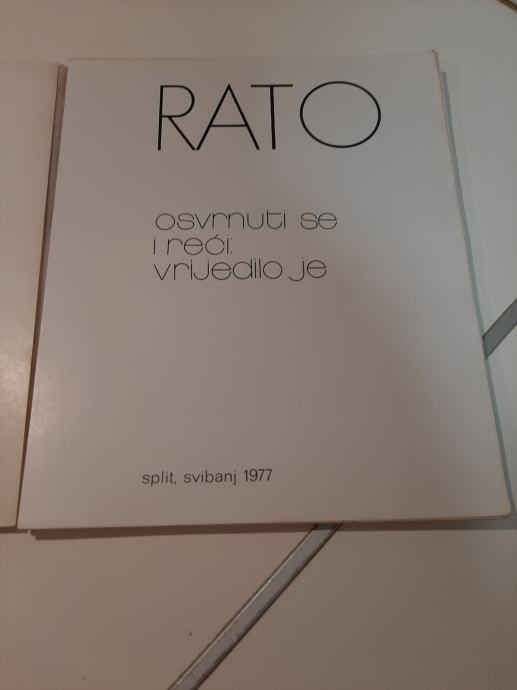 RATO
osvrnuti se
i reći:
vrijedilo je
split, svibanj 1977